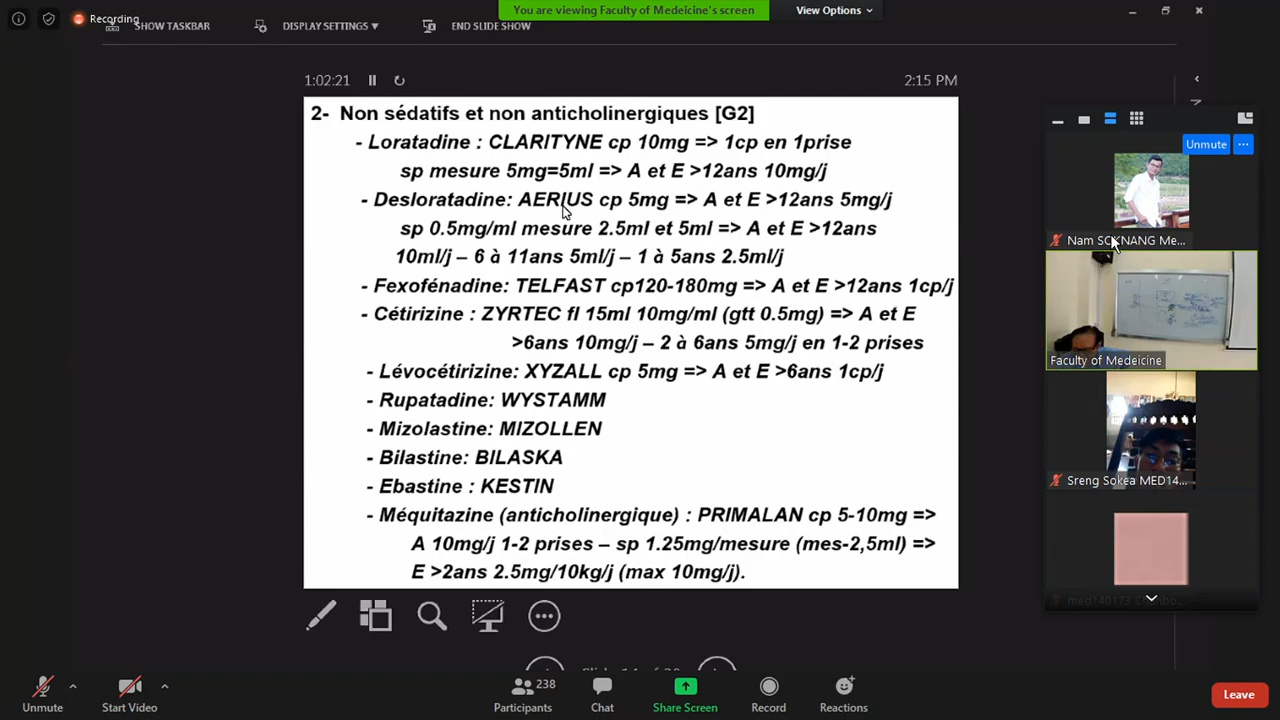 Recording
You are viewing Faculty of Medeicine's screen
View Options
SHOW TASKBAR
DISPLAY SETTINGS
END SLIDE SHOW
1:02:21
2:15 PM
2- Non sédatifs et non anticholinergiques [G2]
- Loratadine : CLARITYNE cp 10mg => 1cp en 1prise
sp mesure 5mg=5ml => A et E >12ans 10mg/j
- Desloratadine: AERIUS cp 5mg => A et E >12ans 5mg/j
sp 0.5mg/ml mesure 2.5ml et 5ml => A et E >12ans
10ml/j – 6 à 11ans 5ml/j – 1 à 5ans 2.5ml/j
- Fexofénadine: TELFAST cp120-180mg => A et E >12ans 1cp/j
- Cétirizine : ZYRTEC fl 15ml 10mg/ml (gtt 0.5mg) => A et E
>6ans 10mg/j – 2 à 6ans 5mg/j en 1-2 prises
- Lévocétirizine: XYZALL cp 5mg => A et E >6ans 1cp/j
- Rupatadine: WYSTAMM
- Mizolastine: MIZOLLEN
- Bilastine: BILASKA
- Ebastine : KESTIN
- Méquitazine (anticholinergique) : PRIMALAN cp 5-10mg =>
A 10mg/j 1-2 prises – sp 1.25mg/mesure (mes-2,5ml) =>
E >2ans 2.5mg/10kg/j (max 10mg/j).
Unmute
Nam SOKNANG Me...
Faculty of Medeicine
Sreng Sokea MED14...
Unmute
Start Video
238
Participants
Chat
Share Screen
Record
Reactions
Leave